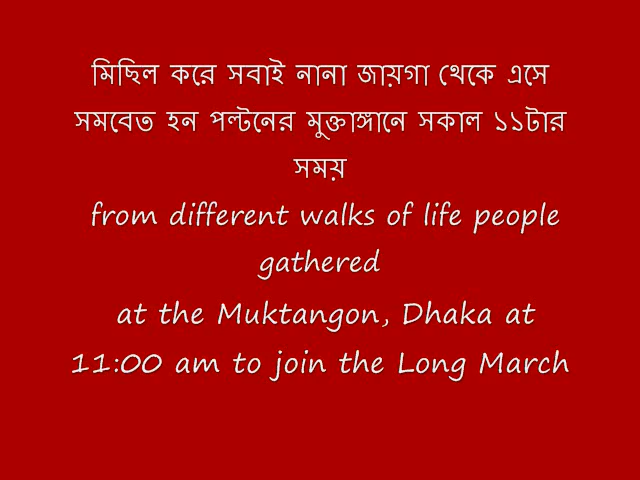 মিছিল করে সবাই নানা জায়গা থেকে এসে
সমবেত হন পল্টনের মুক্তাঙ্গানে সকাল ১১টার
সময়
from different walks of life people
gathered
at the Muktangon, Dhaka at
11:00 am to join the Long March